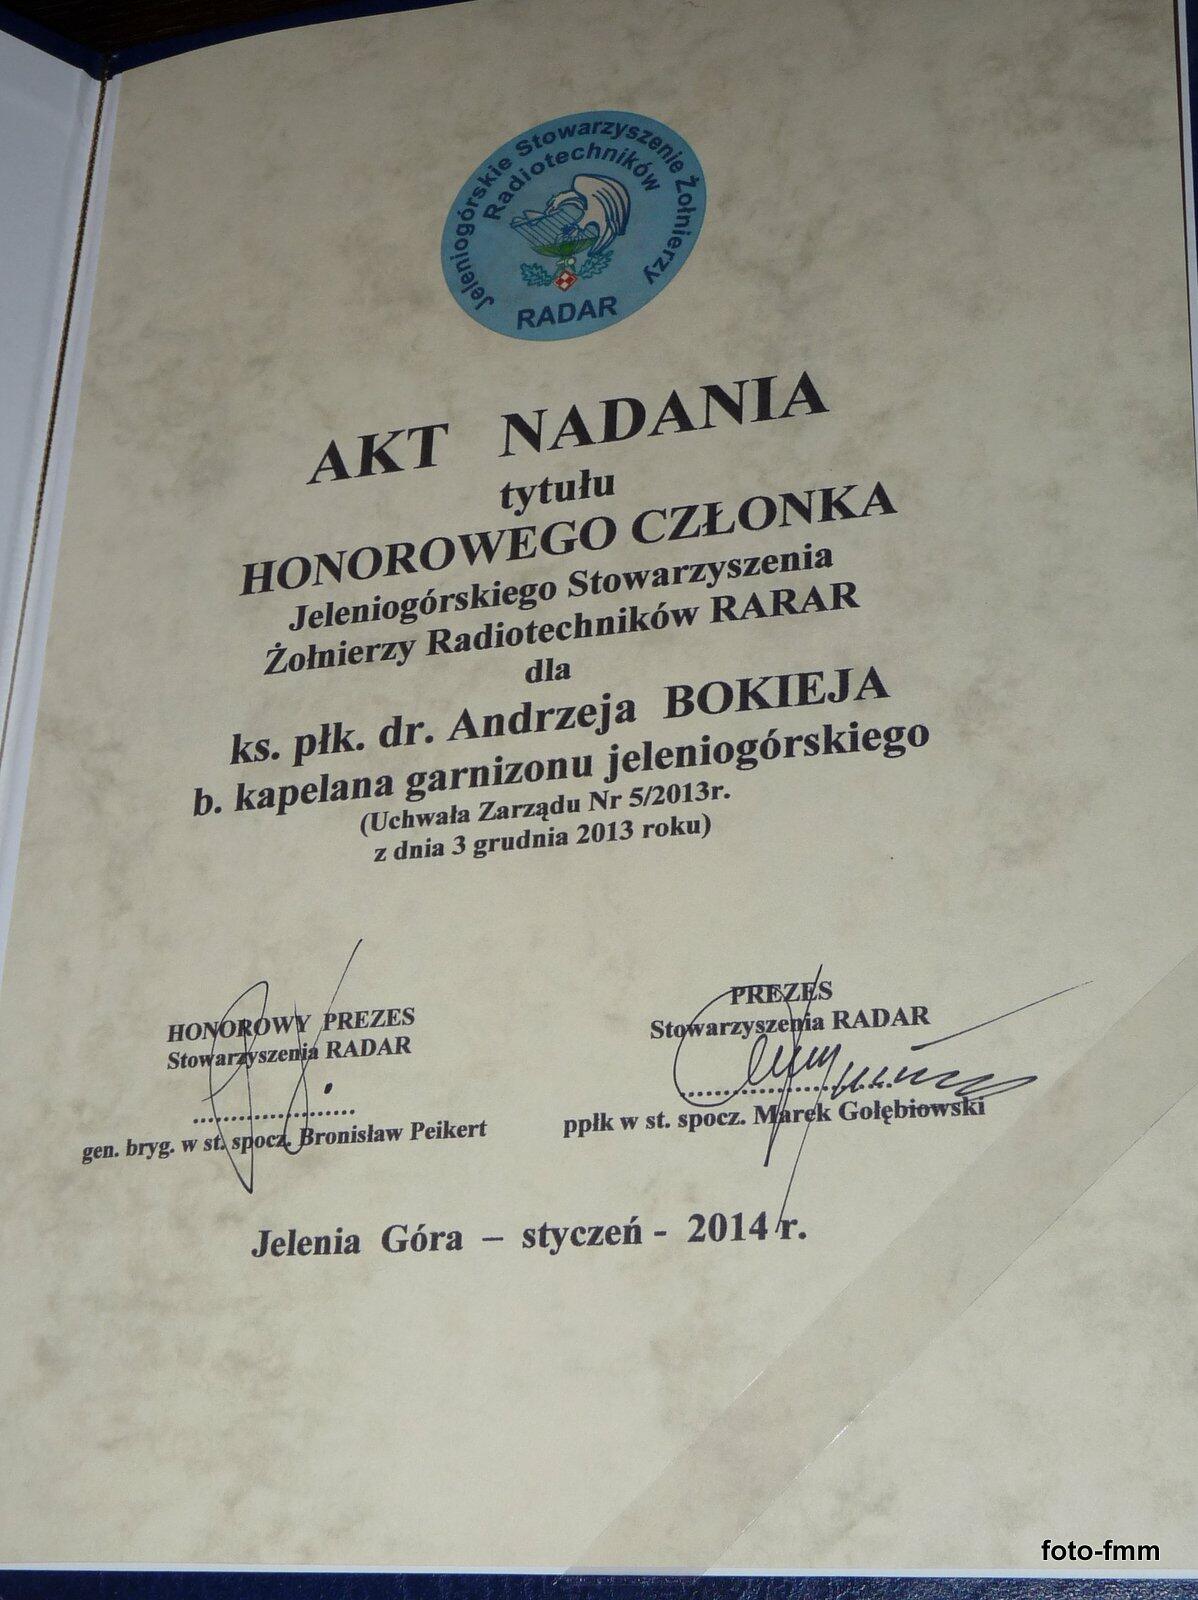 Jeleniogórskie Stowarzyszenie Żołnierzy
Radiotechników
RADAR
AKT NADANIA
tytułu
HONOROWEGO CZŁONKA
Jeleniogórskiego Stowarzyszenia
Żołnierzy Radiotechników RARAR
dla
ks. płk. dr. Andrzeja BOKIEJA
b. kapelana garnizonu jeleniogórskiego
(Uchwała Zarządu Nr 5/2013r.
z dnia 3 grudnia 2013 roku)
HONOROWY PREZES
Stowarzyszenia RADAR
.....................
gen. bryg. w st. spocz. Bronisław Peikert
PREZES
Stowarzyszenia RADAR
...............................
ppłk w st. spocz. Marek Gołębiowski
Jelenia Góra – styczeń - 2014 r.
foto-fmm